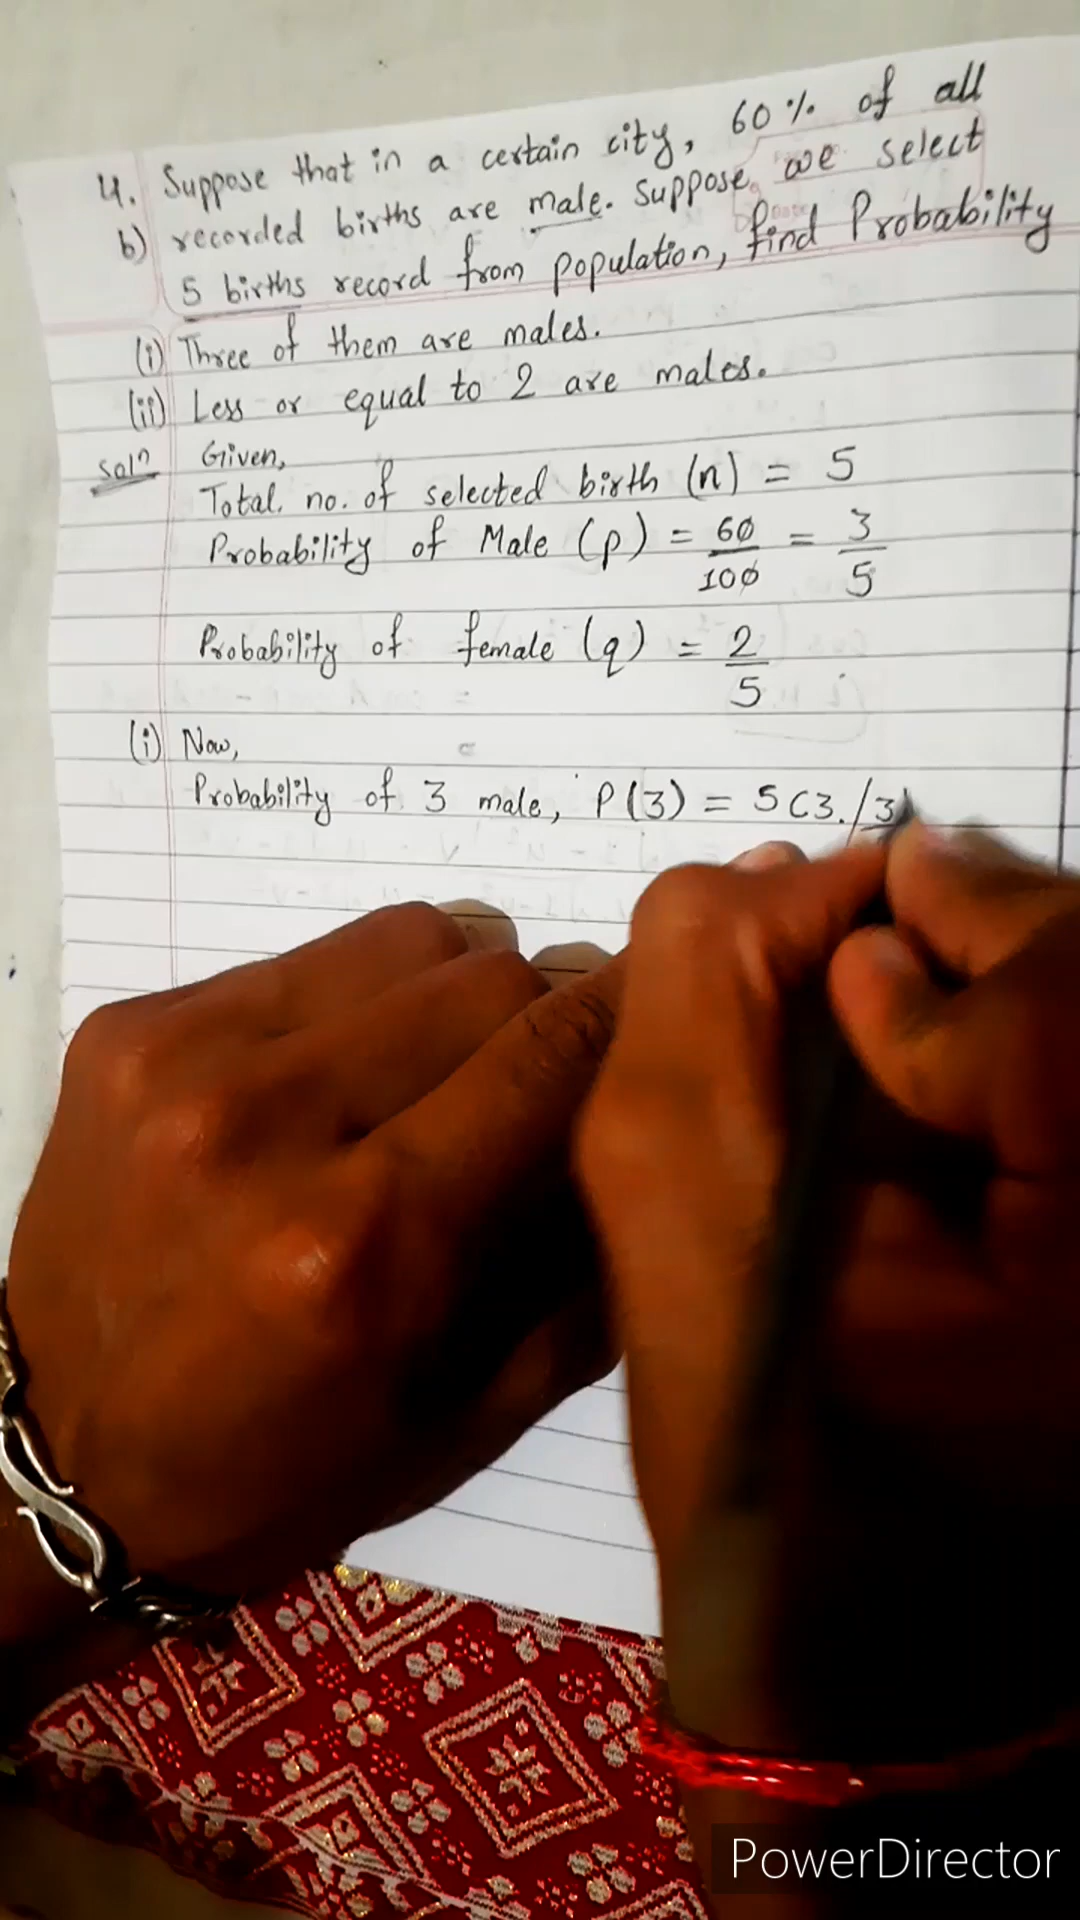 4. Suppose that in a certain city, 60% of all
b) recorded births are male. Suppose, we select
5 births record from population, find Probability
(i) Three of them are males.
(ii) Less or equal to 2 are males.
Solⁿ Given,
Total. no. of selected birth (n) = 5
Probability of Male (p) = 60/100 = 3/5
Probability of female (q) = 2/5
(i) Now,
Probability of 3 male, P(3) = 5C3. (3
PowerDirector